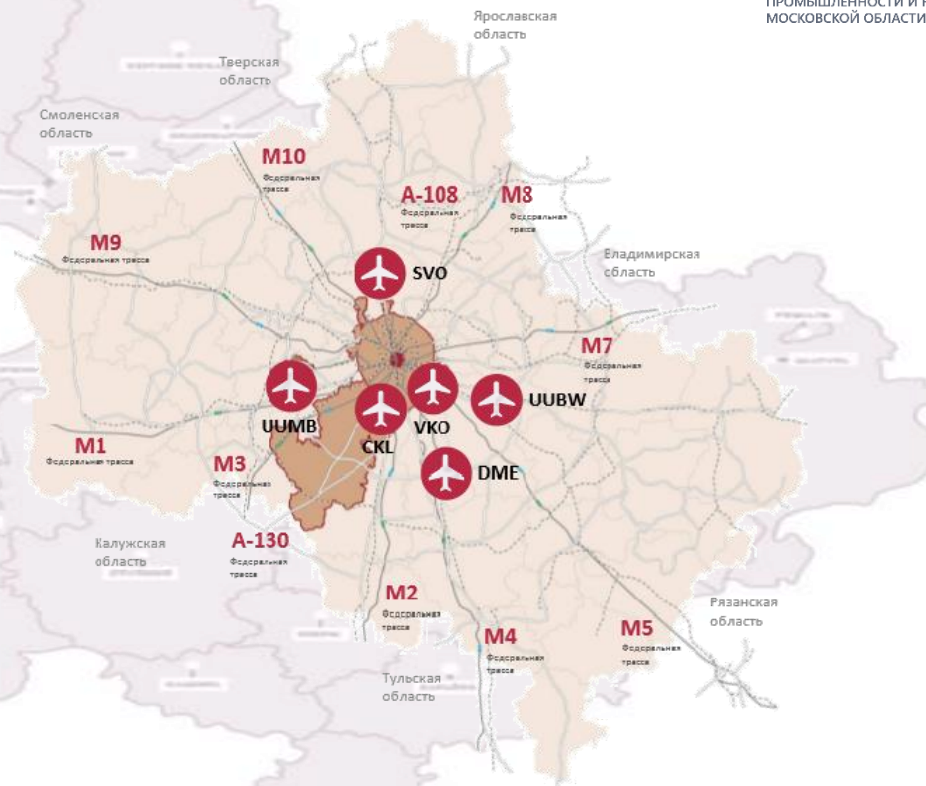 МОСКОВСКОЙ ОБЛАСТИ
Ярославская
область
Тверская
область
Смоленская
область
M10
Федеральная
трасса
A-108
Федеральная
трасса
M8
Федеральная
трасса
M9
Федеральная трасса
Еладимирская
область
SVO
M7
Федеральная
трасса
UUMB
CKL
VKO
UUBW
DME
M1
Федеральная трасса
M3
Федеральная
трасса
A-130
Федеральная
трасса
Калужская
область
M2
Федеральная
трасса
M4
Федеральная
трасса
M5
Федеральная
трасса
Рязанская
область
Тульская
область